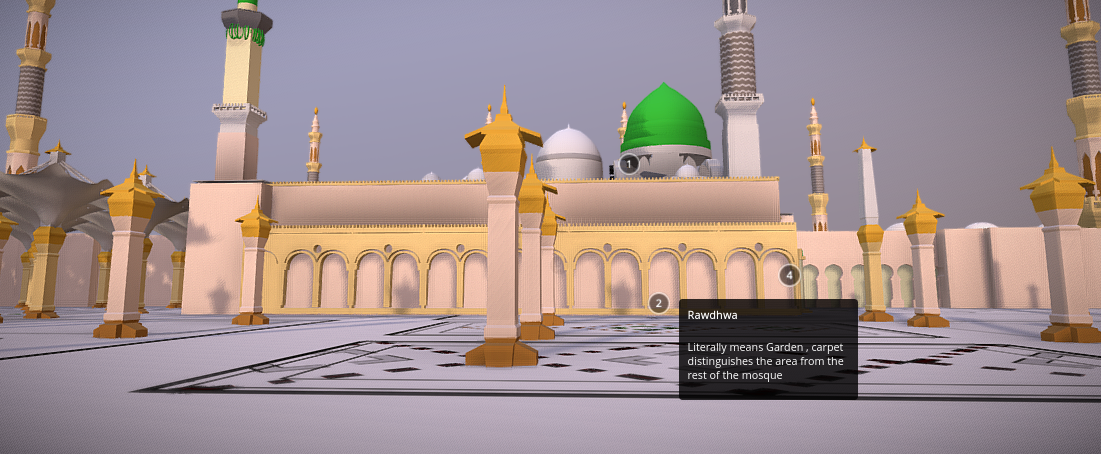 1
4
2
Rawdhwa
Literally means Garden , carpet
distinguishes the area from the
rest of the mosque